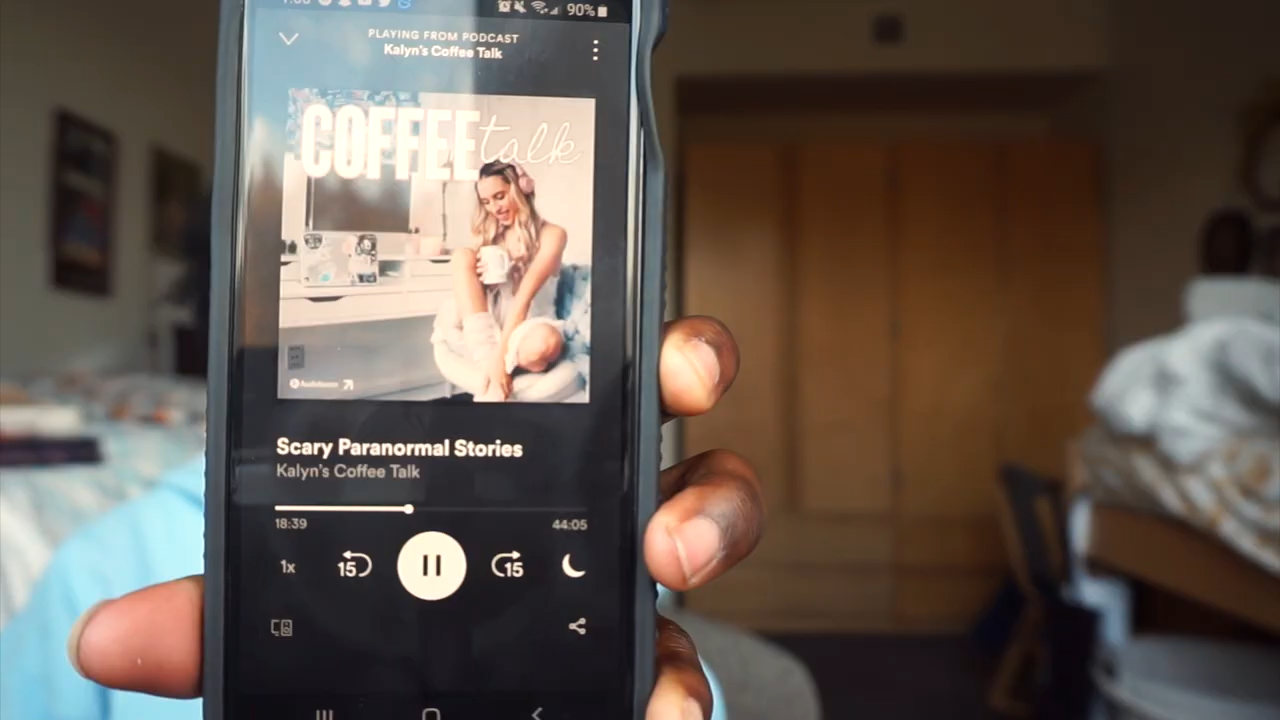 90%
PLAYING FROM PODCAST
Kalyn's Coffee Talk
COFFEE talk
Audioboom
Scary Paranormal Stories
Kalyn's Coffee Talk
18:39
44:05
1x
15
15